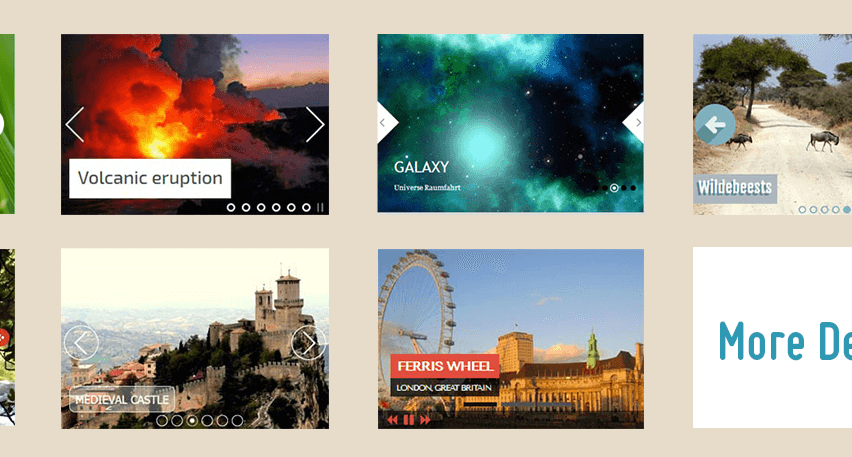 Volcanic eruption
GALAXY
Universe Raumfahrt
Wildebeests
MEDIEVAL CASTLE
FERRIS WHEEL
LONDON, GREAT BRITAIN
More De